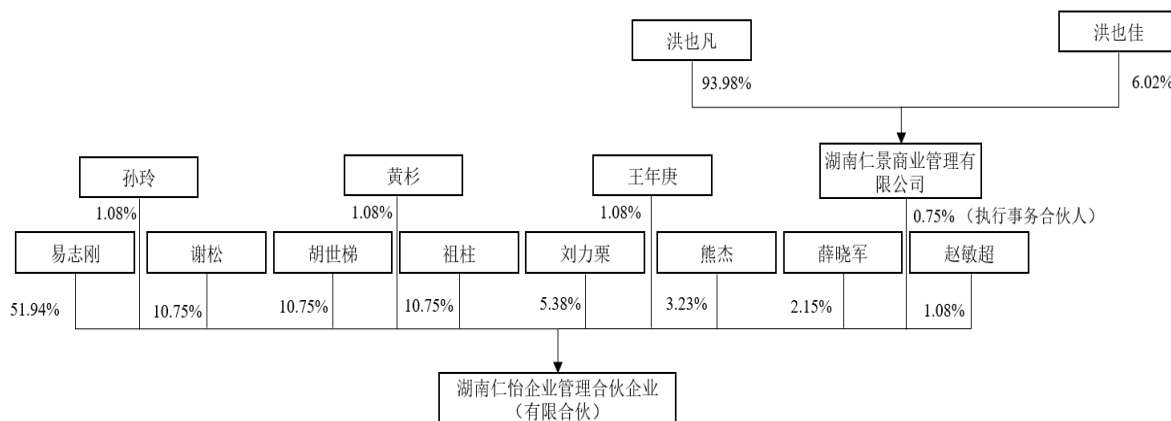 洪也凡
洪也佳
93.98%
6.02%
湖南仁景商业管理有
限公司
孙玲
黄杉
王年庚
1.08%
1.08%
1.08%
0.75%（执行事务合伙人）
易志刚
谢松
胡世梯
祖柱
刘力栗
熊杰
薛晓军
赵敏超
51.94%
10.75%
10.75%
10.75%
5.38%
3.23%
2.15%
1.08%
湖南仁怡企业管理合伙企业
（有限合伙）